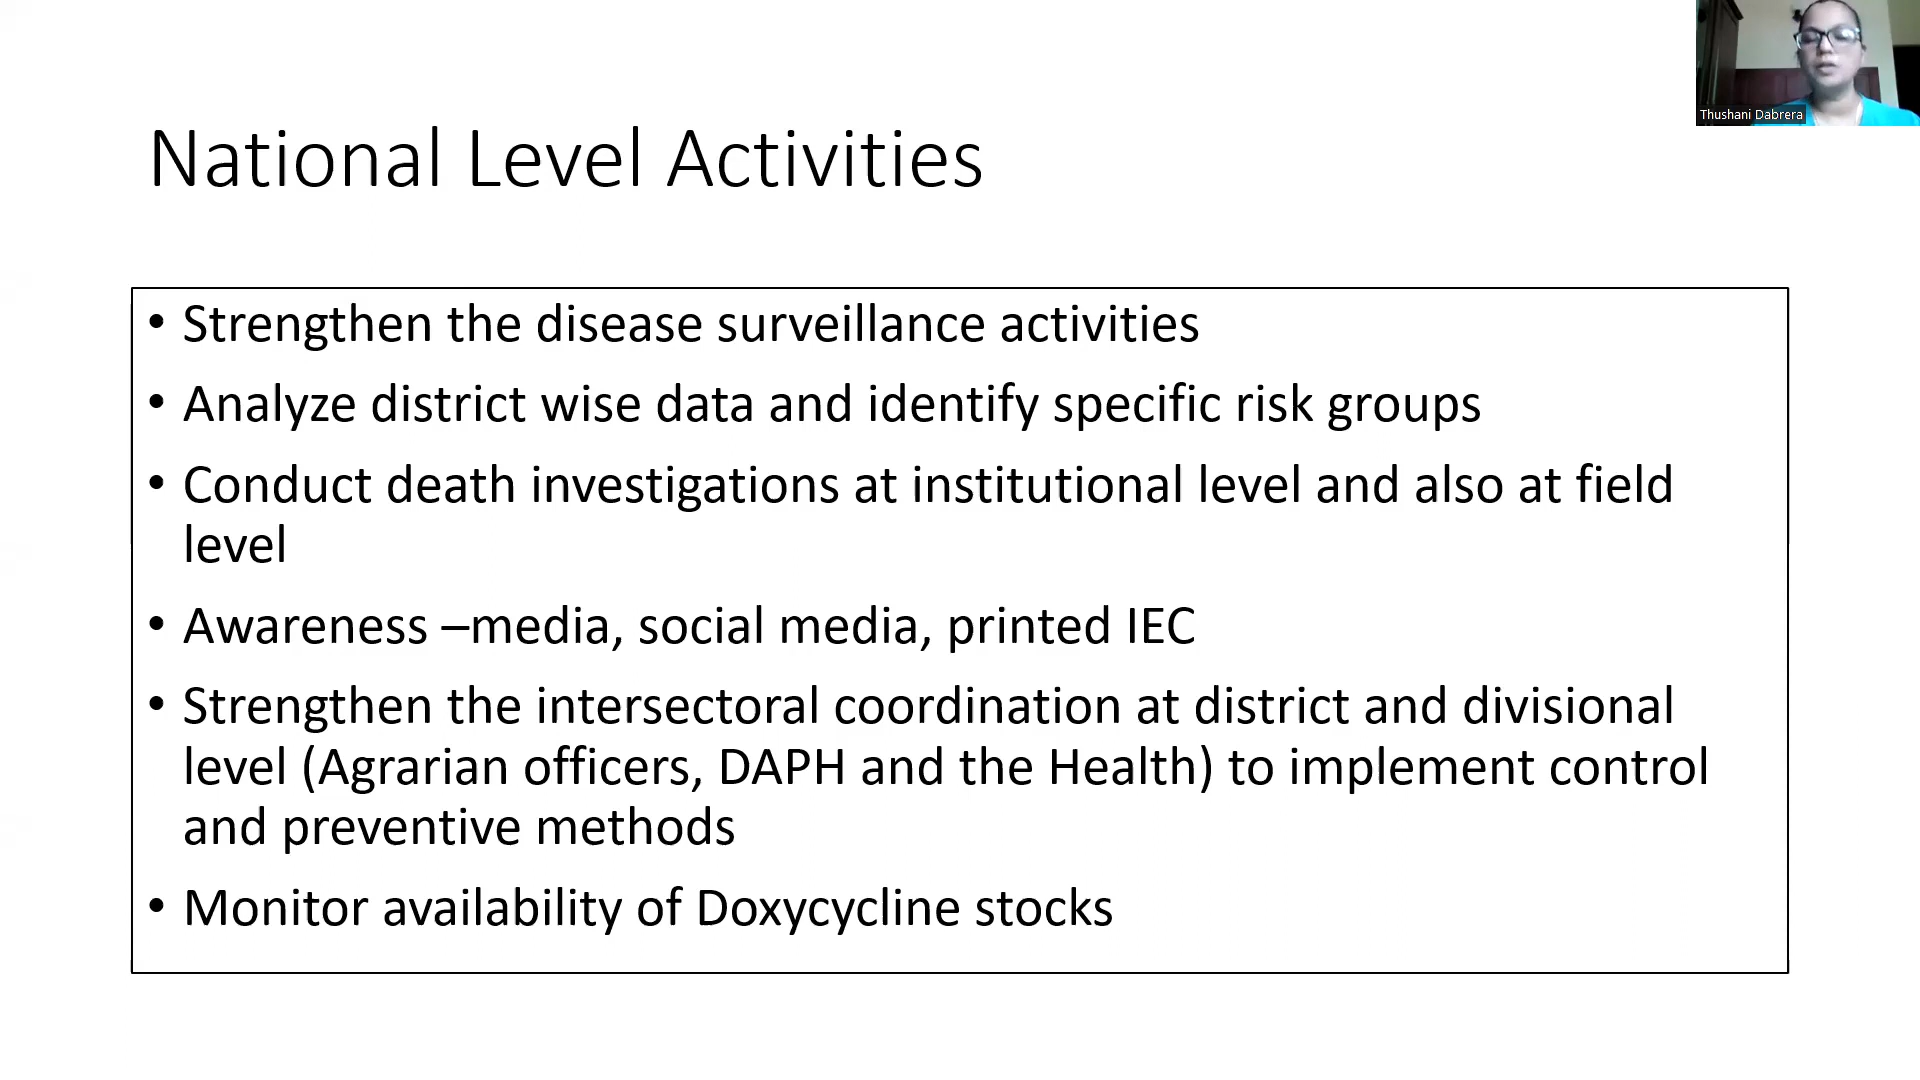 Thushani Dabrera
National Level Activities
• Strengthen the disease surveillance activities
• Analyze district wise data and identify specific risk groups
• Conduct death investigations at institutional level and also at field
level
• Awareness –media, social media, printed IEC
• Strengthen the intersectoral coordination at district and divisional
level (Agrarian officers, DAPH and the Health) to implement control
and preventive methods
• Monitor availability of Doxycycline stocks